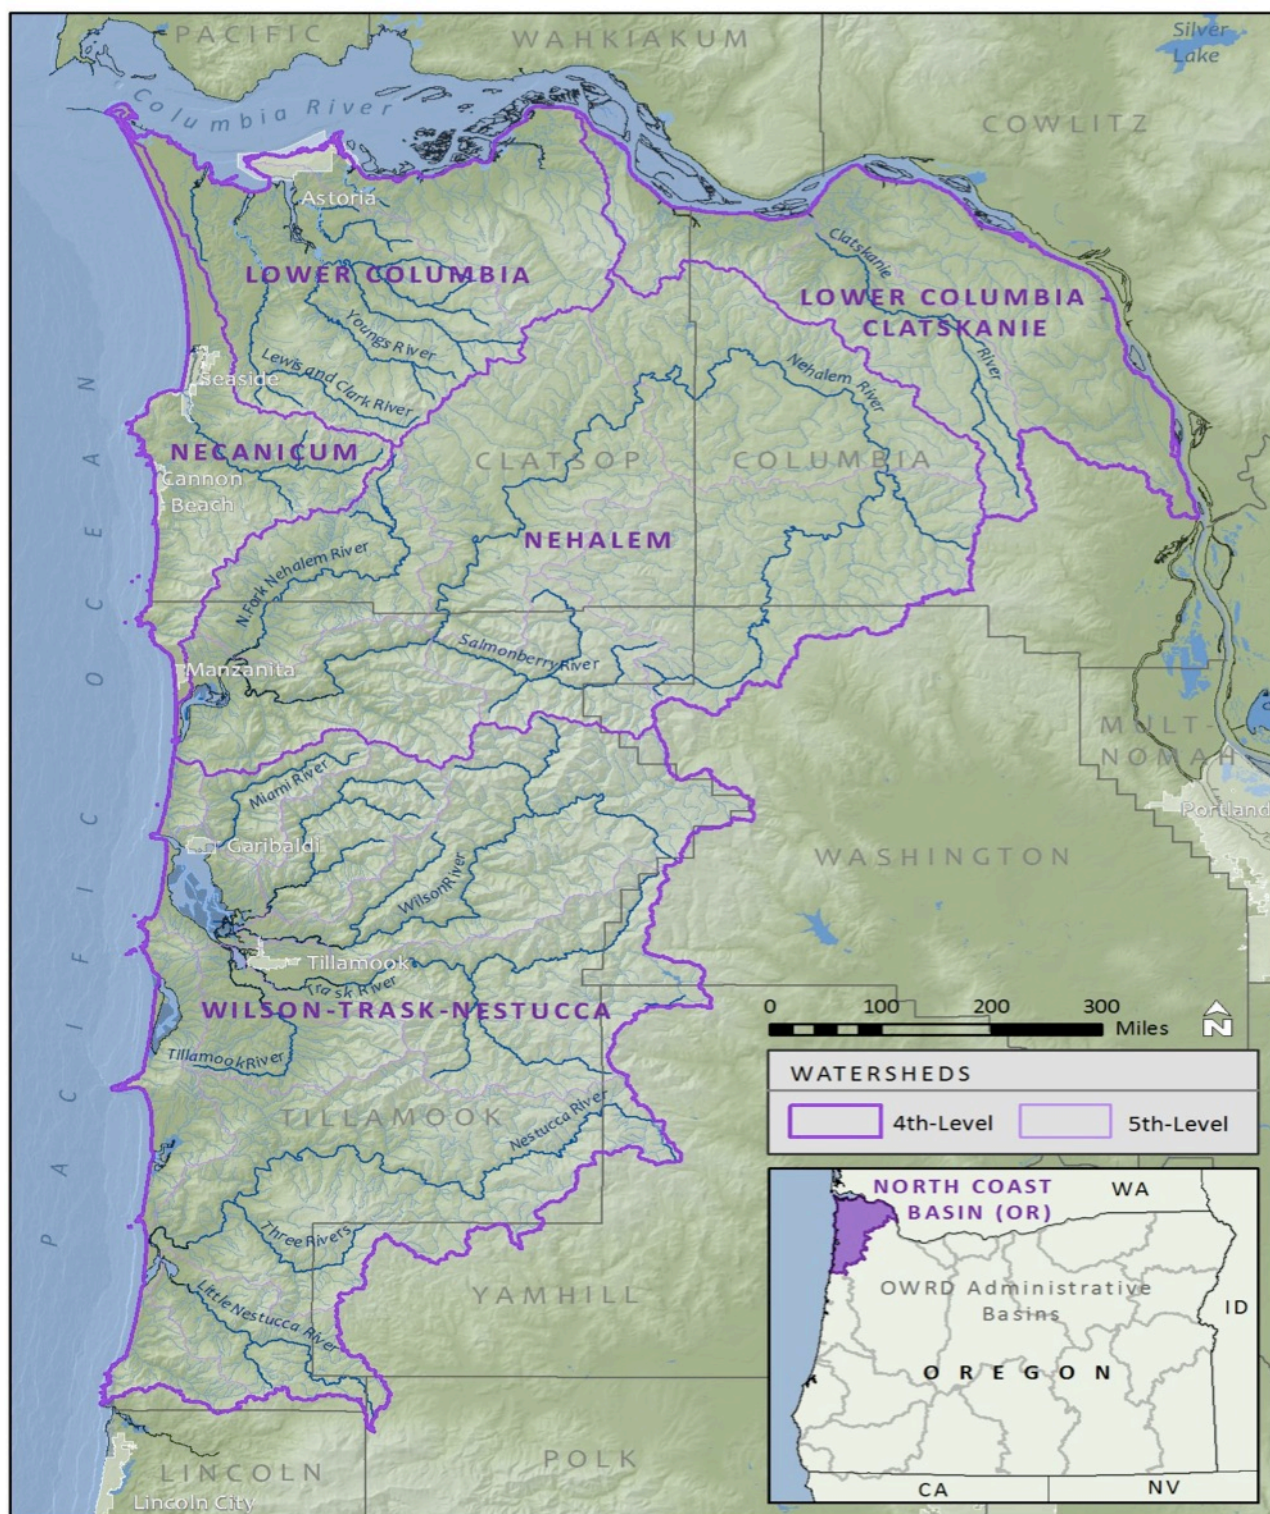 PACIFIC
WAHKIAKUM
Silver
Lake
Columbia River
COWLITZ
Astoria
Clatskanie
River
LOWER COLUMBIA
LOWER COLUMBIA -
CLATSKANIE
Youngs River
Lewis and Clark River
Nehalem River
Seaside
NECANICUM
CLATSOP
COLUMBIA
Cannon
Beach
NEHALEM
N.Fork Nehalem River
Salmonberry River
Manzanita
PACIFIC OCEAN
MULT-
NOMAH
Portland
Miami River
Garibaldi
WASHINGTON
Wilson River
Tillamook
Trask River
WILSON-TRASK-NESTUCCA
Tillamook River
TILLAMOOK
Nestucca River
Three Rivers
Little Nestucca River
YAMHILL
POLK
LINCOLN
Lincoln City
0 100 200 300
Miles
N
WATERSHEDS
4th-Level 5th-Level
NORTH COAST
BASIN (OR)
WA
OWRD Administrative
Basins
ID
OREGON
CA
NV